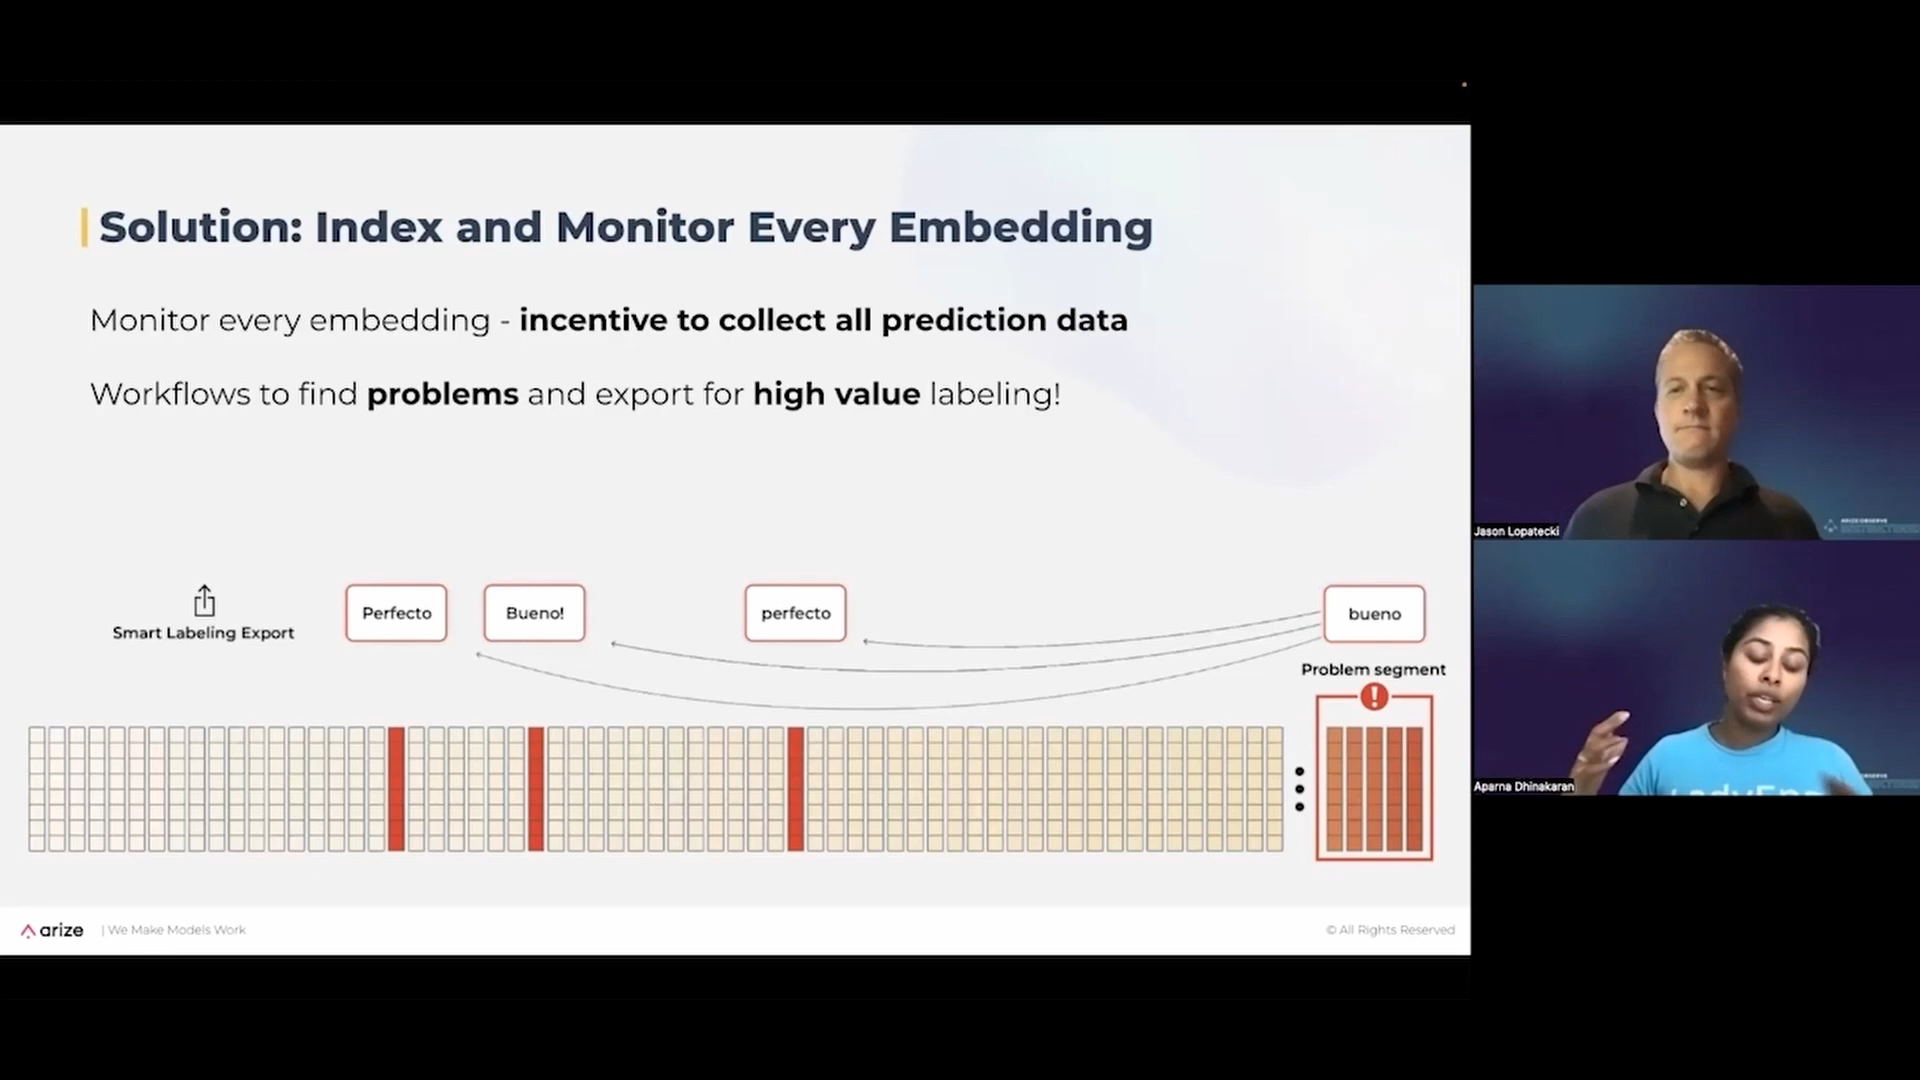 Solution: Index and Monitor Every Embedding
Monitor every embedding - incentive to collect all prediction data
Workflows to find problems and export for high value labeling!
Smart Labeling Export
Perfecto
Bueno!
perfecto
bueno
Problem segment
!
arize | We Make Models Work
© All Rights Reserved
ARIZE:OBSERVE
Jason Lopatecki
Aparna Dhinakaran